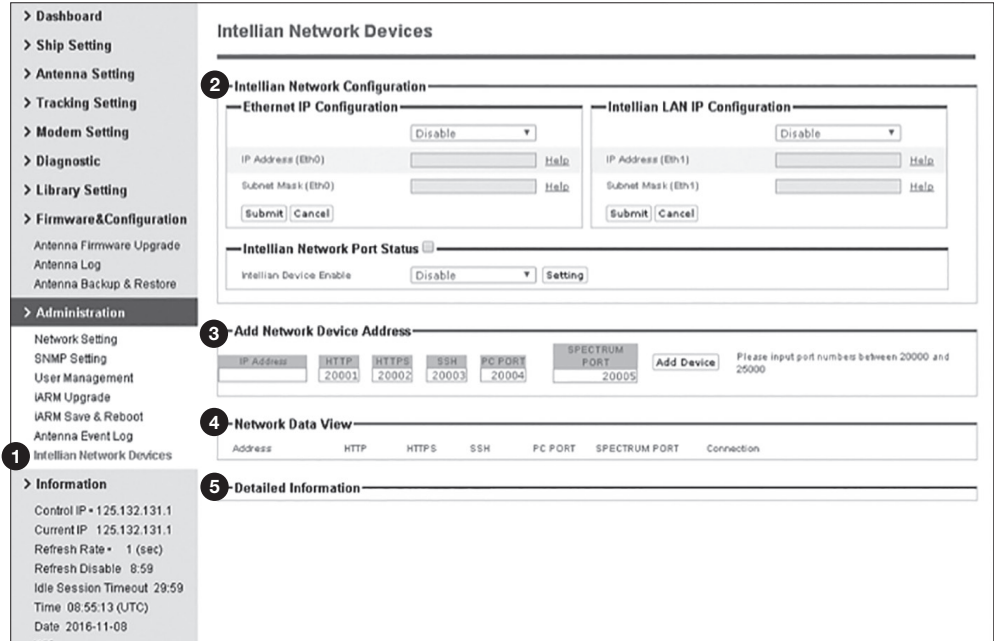 > Dashboard
> Ship Setting
> Antenna Setting
> Tracking Setting
> Modem Setting
> Diagnostic
> Library Setting
> Firmware&Configuration
Antenna Firmware Upgrade
Antenna Log
Antenna Backup & Restore
> Administration
Network Setting
SNMP Setting
User Management
iARM Upgrade
iARM Save & Reboot
Antenna Event Log
1 Intellian Network Devices
> Information
Control IP • 125.132.131.1
Current IP 125.132.131.1
Refresh Rate • 1 (sec)
Refresh Disable 8:59
Idle Session Timeout 29:59
Time 08:55:13 (UTC)
Date 2016-11-08
Intellian Network Devices
2 Intellian Network Configuration
Ethernet IP Configuration
Disable
IP Address (Eth0) Help
Subnet Mask (Eth0) Help
Submit Cancel
Intellian LAN IP Configuration
Disable
IP Address (Eth1) Help
Subnet Mask (Eth1) Help
Submit Cancel
Intellian Network Port Status
Intellian Device Enable Disable Setting
3 Add Network Device Address
IP Address HTTP HTTPS SSH PC PORT SPECTRUM PORT
20001 20002 20003 20004 20005 Add Device
Please input port numbers between 20000 and
25000
4 Network Data View
Address HTTP HTTPS SSH PC PORT SPECTRUM PORT Connection
5 Detailed Information